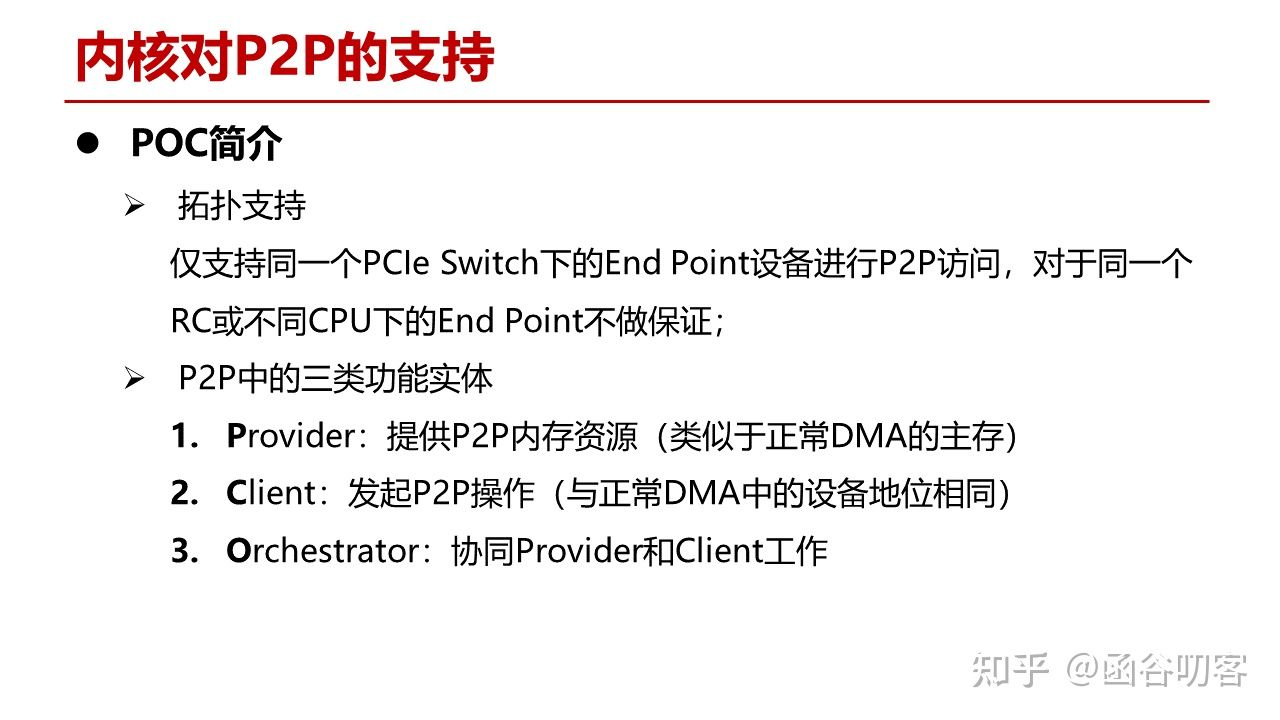 内核对P2P的支持
● POC简介
➢ 拓扑支持
仅支持同一个PCIe Switch下的End Point设备进行P2P访问，对于同一个
RC或不同CPU下的End Point不做保证；
➢ P2P中的三类功能实体
1. Provider：提供P2P内存资源（类似于正常DMA的主存）
2. Client：发起P2P操作（与正常DMA中的设备地位相同）
3. Orchestrator：协同Provider和Client工作
知乎 @函谷叨客